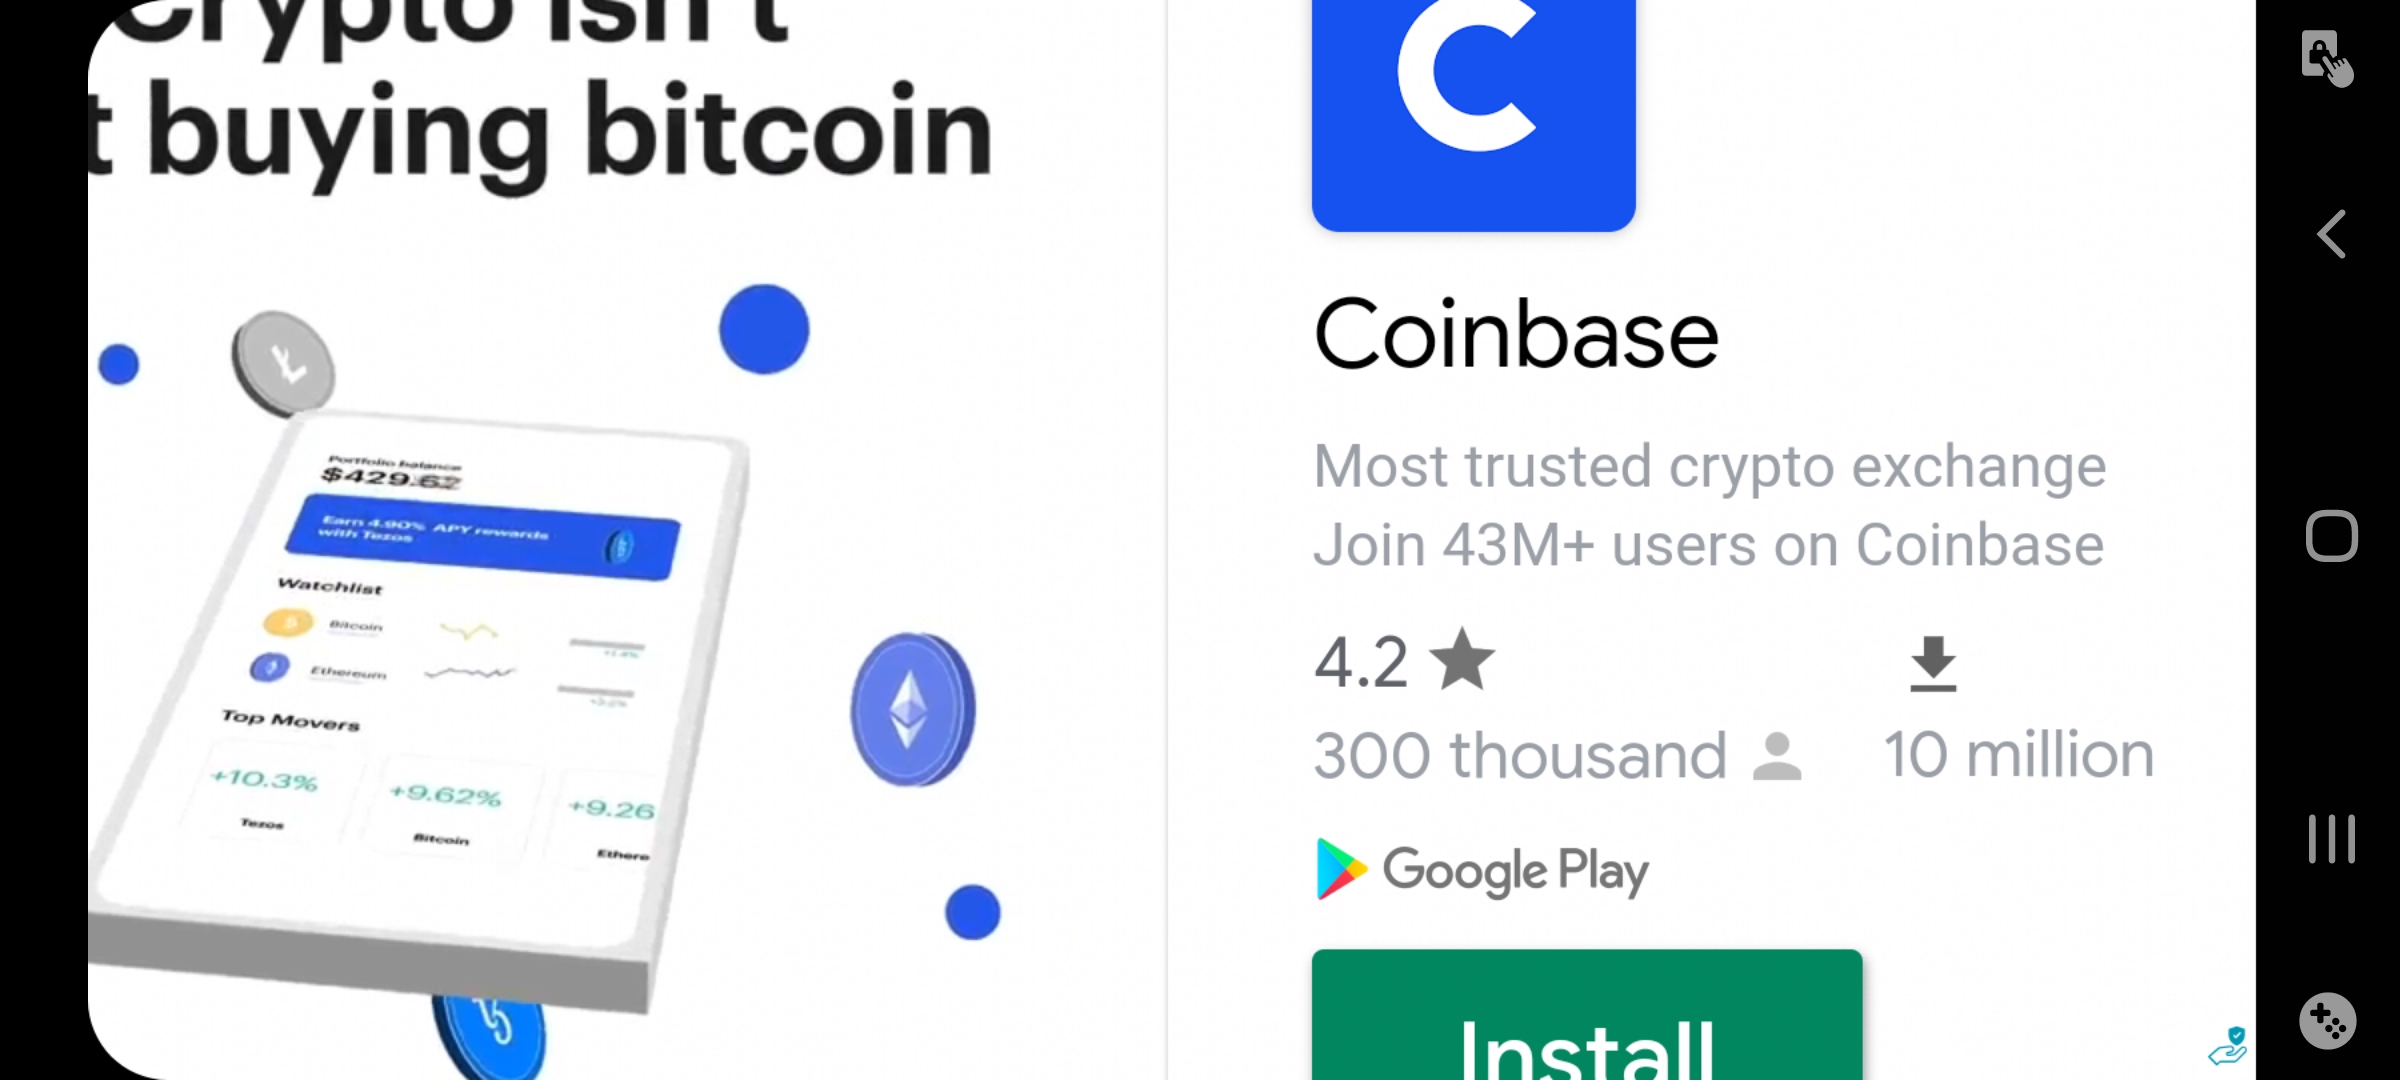 Crypto isn't
t buying bitcoin
Portfolio balance
$429.62
Earn 4.90% APY rewards
with Tezos
Watchlist
Bitcoin
Ethereum
Top Movers
+10.3%
Tezos
+9.62%
Bitcoin
+9.26
Ethere
Coinbase
Most trusted crypto exchange
Join 43M+ users on Coinbase
4.2
300 thousand
10 million
Google Play
Install